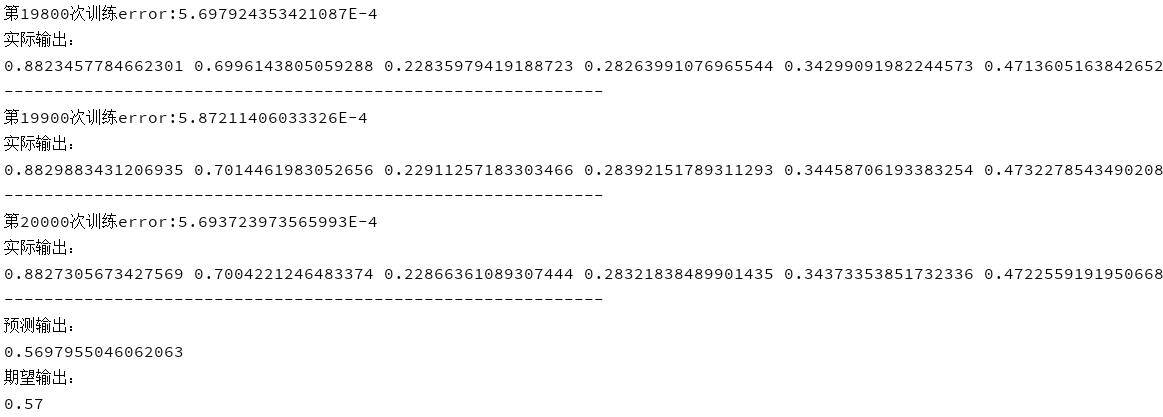 第19800次训练error:5.697924353421087E-4
实际输出：
0.8823457784662301 0.6996143805059288 0.22835979419188723 0.28263991076965544 0.34299091982244573 0.4713605163842652
------------------------------------------------------------
第19900次训练error:5.87211406033326E-4
实际输出：
0.8829883431206935 0.7014461983052656 0.22911257183303466 0.28392151789311293 0.34458706193383254 0.4732278543490208
------------------------------------------------------------
第20000次训练error:5.693723973565993E-4
实际输出：
0.8827305673427569 0.7004221246483374 0.22866361089307444 0.28321838489901435 0.34373353851732336 0.4722559191950668
------------------------------------------------------------
预测输出：
0.5697955046062063
期望输出：
0.57